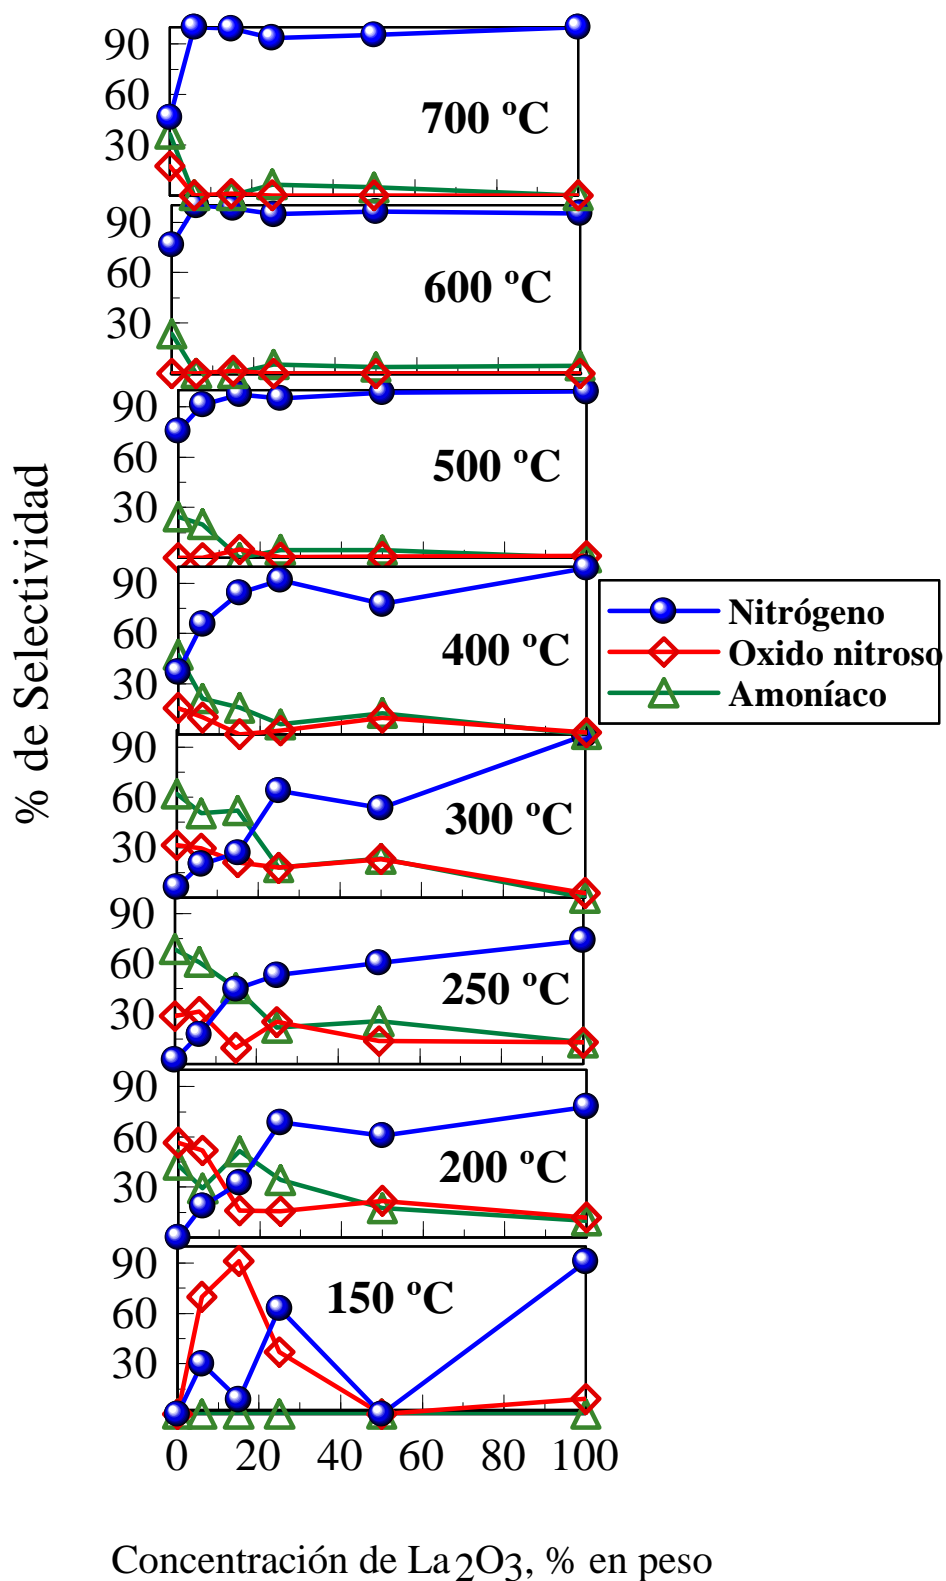 90
60
30
700 ºC
90
60
30
600 ºC
90
60
30
500 ºC
90
60
30
400 ºC
Nitrógeno
Oxido nitroso
Amoníaco
% de Selectividad
90
60
30
300 ºC
90
60
30
250 ºC
90
60
30
200 ºC
90
60
30
150 ºC
0 20 40 60 80 100
Concentración de La2O3, % en peso